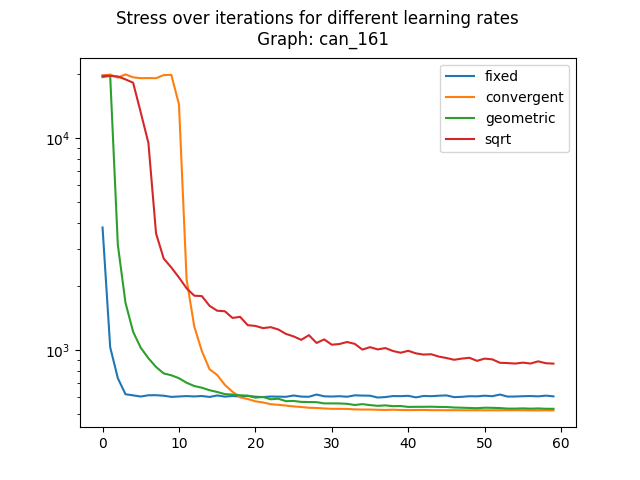 Stress over iterations for different learning rates
Graph: can_161
fixed
convergent
geometric
sqrt
10^4
10^3
0 10 20 30 40 50 60